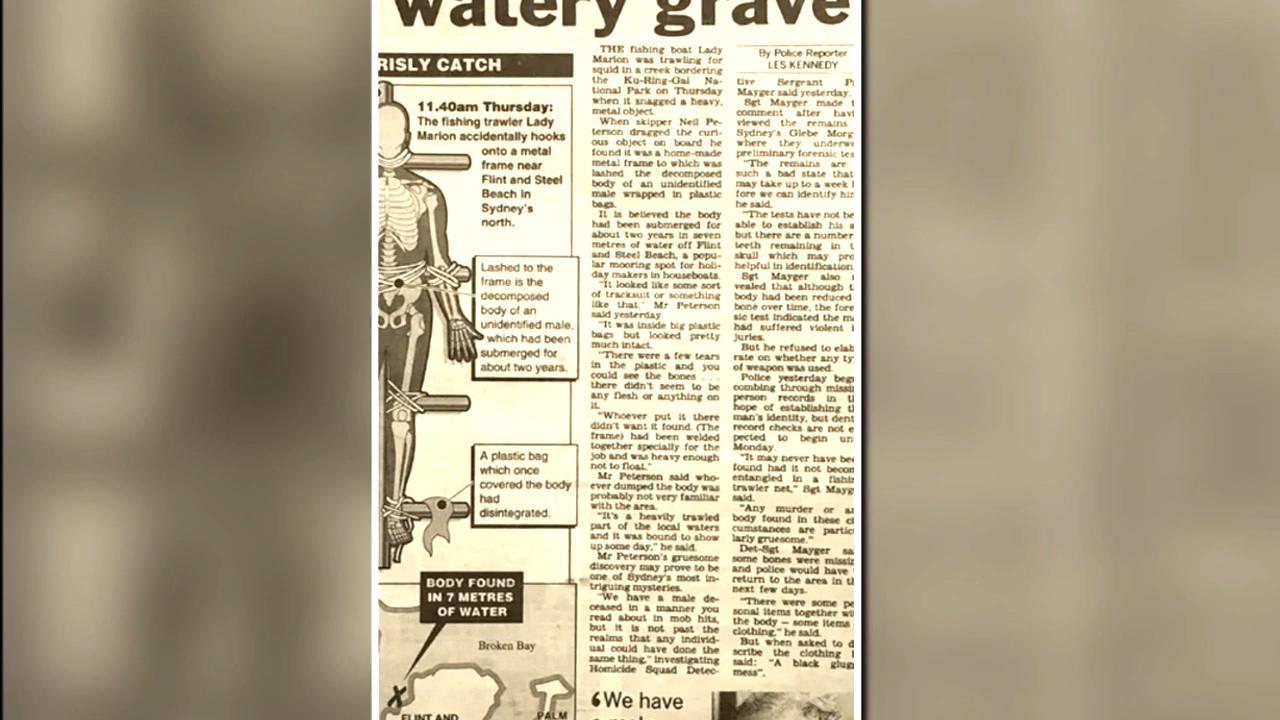 watery grave
RISLY CATCH
11.40am Thursday:
The fishing trawler Lady
Marion accidentally hooks
onto a metal
frame near
Flint and Steel
Beach in
Sydney's
north.
Lashed to the
frame is the
decomposed
body of an
unidentified male,
which had been
submerged for
about two years.
A plastic bag
which once
covered the body
had
disintegrated.
BODY FOUND
IN 7 METRES
OF WATER
Broken Bay
FLINT AND
PALM
THE fishing boat Lady
Marion was trawling for
squid in a creek bordering
the Ku-Ring-Gai Na-
tional Park on Thursday
when it snagged a heavy,
metal object.
When skipper Neil Pe-
terson dragged the curi-
ous object on board he
found it was a home-made
metal frame to which was
lashed the decomposed
body of an unidentified
male wrapped in plastic
bags.
It is believed the body
had been submerged for
about two years in seven
metres of water off Flint
and Steel Beach, a popu-
lar mooring spot for holi-
day makers in houseboats.
"It looked like some sort
of tracksuit or something
like that," Mr Peterson
said yesterday.
"It was inside big plastic
bags but looked pretty
much intact.
"There were a few tears
in the plastic and you
could see the bones . . .
there didn't seem to be
any flesh or anything on
it.
"Whoever put it there
didn't want it found. (The
frame) had been welded
together specially for the
job and was heavy enough
not to float."
Mr Peterson said who-
ever dumped the body was
probably not very familiar
with the area.
"It's a heavily trawled
part of the local waters
and it was bound to show
up some day," he said.
Mr Peterson's gruesome
discovery may prove to be
one of Sydney's most in-
triguing mysteries.
"We have a male de-
ceased in a manner you
read about in mob hits,
but it is not past the
realms that any individ-
ual could have done the
same thing," investigating
Homicide Squad Detec-
‘We have
By Police Reporter
LES KENNEDY
tive Sergeant P
Mayger said yesterday.
Sgt Mayger made t
comment after havi
viewed the remains
Sydney's Glebe Morg
where they underwe
preliminary forensic tes
"The remains are
such a bad state that
may take up to a week b
fore we can identify him
he said.
"The tests have not be
able to establish his a
but there are a number
teeth remaining in t
skull which may pro
helpful in identification
Sgt Mayger also r
vealed that although t
body had been reduced
bone over time, the fore
sic test indicated the ma
had suffered violent i
juries.
But he refused to elab
rate on whether any ty
of weapon was used.
Police yesterday beg
combing through missi
person records in t
hope of establishing t
man's identity, but dent
record checks are not e
pected to begin un
Monday.
"It may never have bee
found had it not becom
entangled in a fishin
trawler net," Sgt Mayg
said.
"Any murder or a
body found in these ci
cumstances are partic
larly gruesome."
Det-Sgt Mayger sa
some bones were missin
and police would have
return to the area in t
next few days.
"There were some pe
sonal items together wi
the body — some items
clothing," he said.
But when asked to d
scribe the clothing
said: "A black glug
mess".